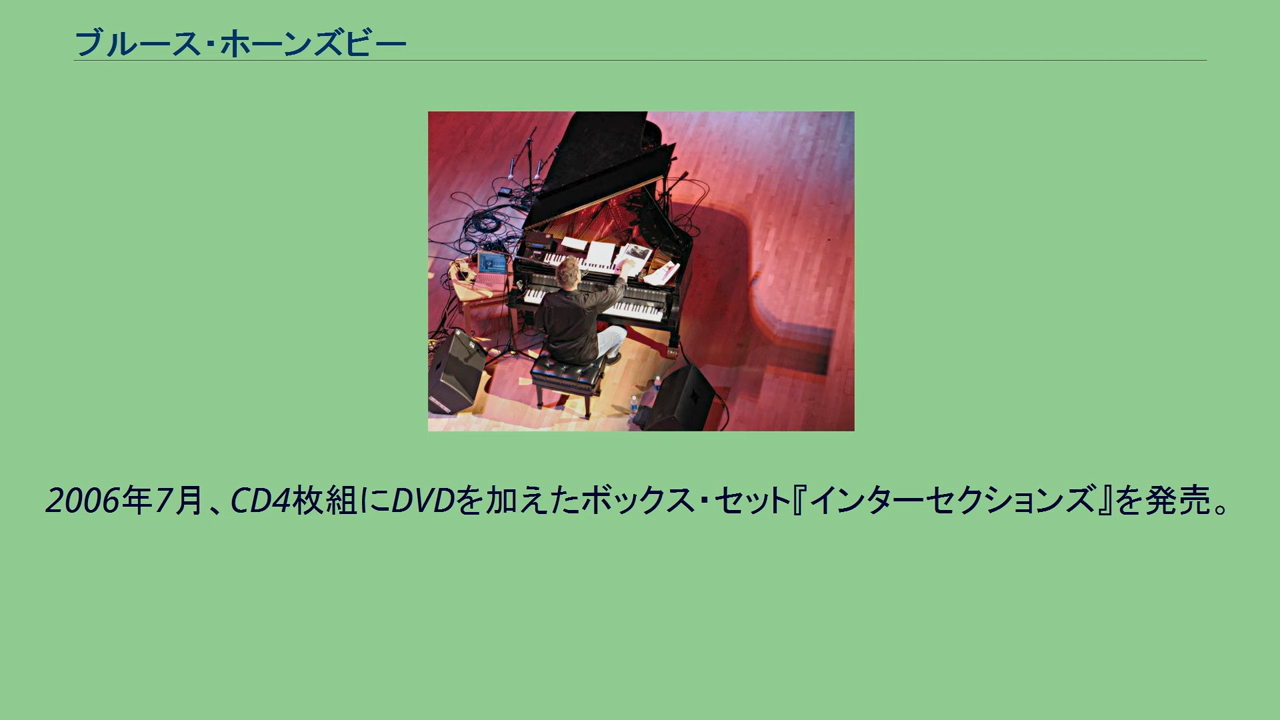 ブルース・ホーンズビー
2006年7月、CD4枚組にDVDを加えたボックス・セット『インターセクションズ』を発売。